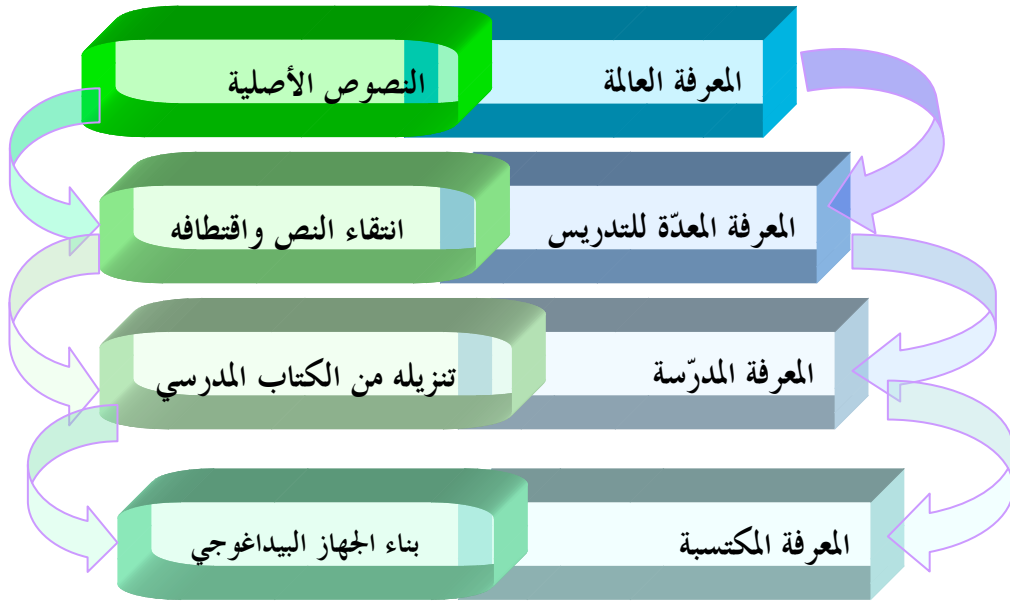 المعرفة العالمة
النصوص الأصلية
المعرفة المعدّة للتدريس
انتقاء النص واقتطافه
المعرفة المدرّسة
تنزيله من الكتاب المدرسي
المعرفة المكتسبة
بناء الجهاز البيداغوجي